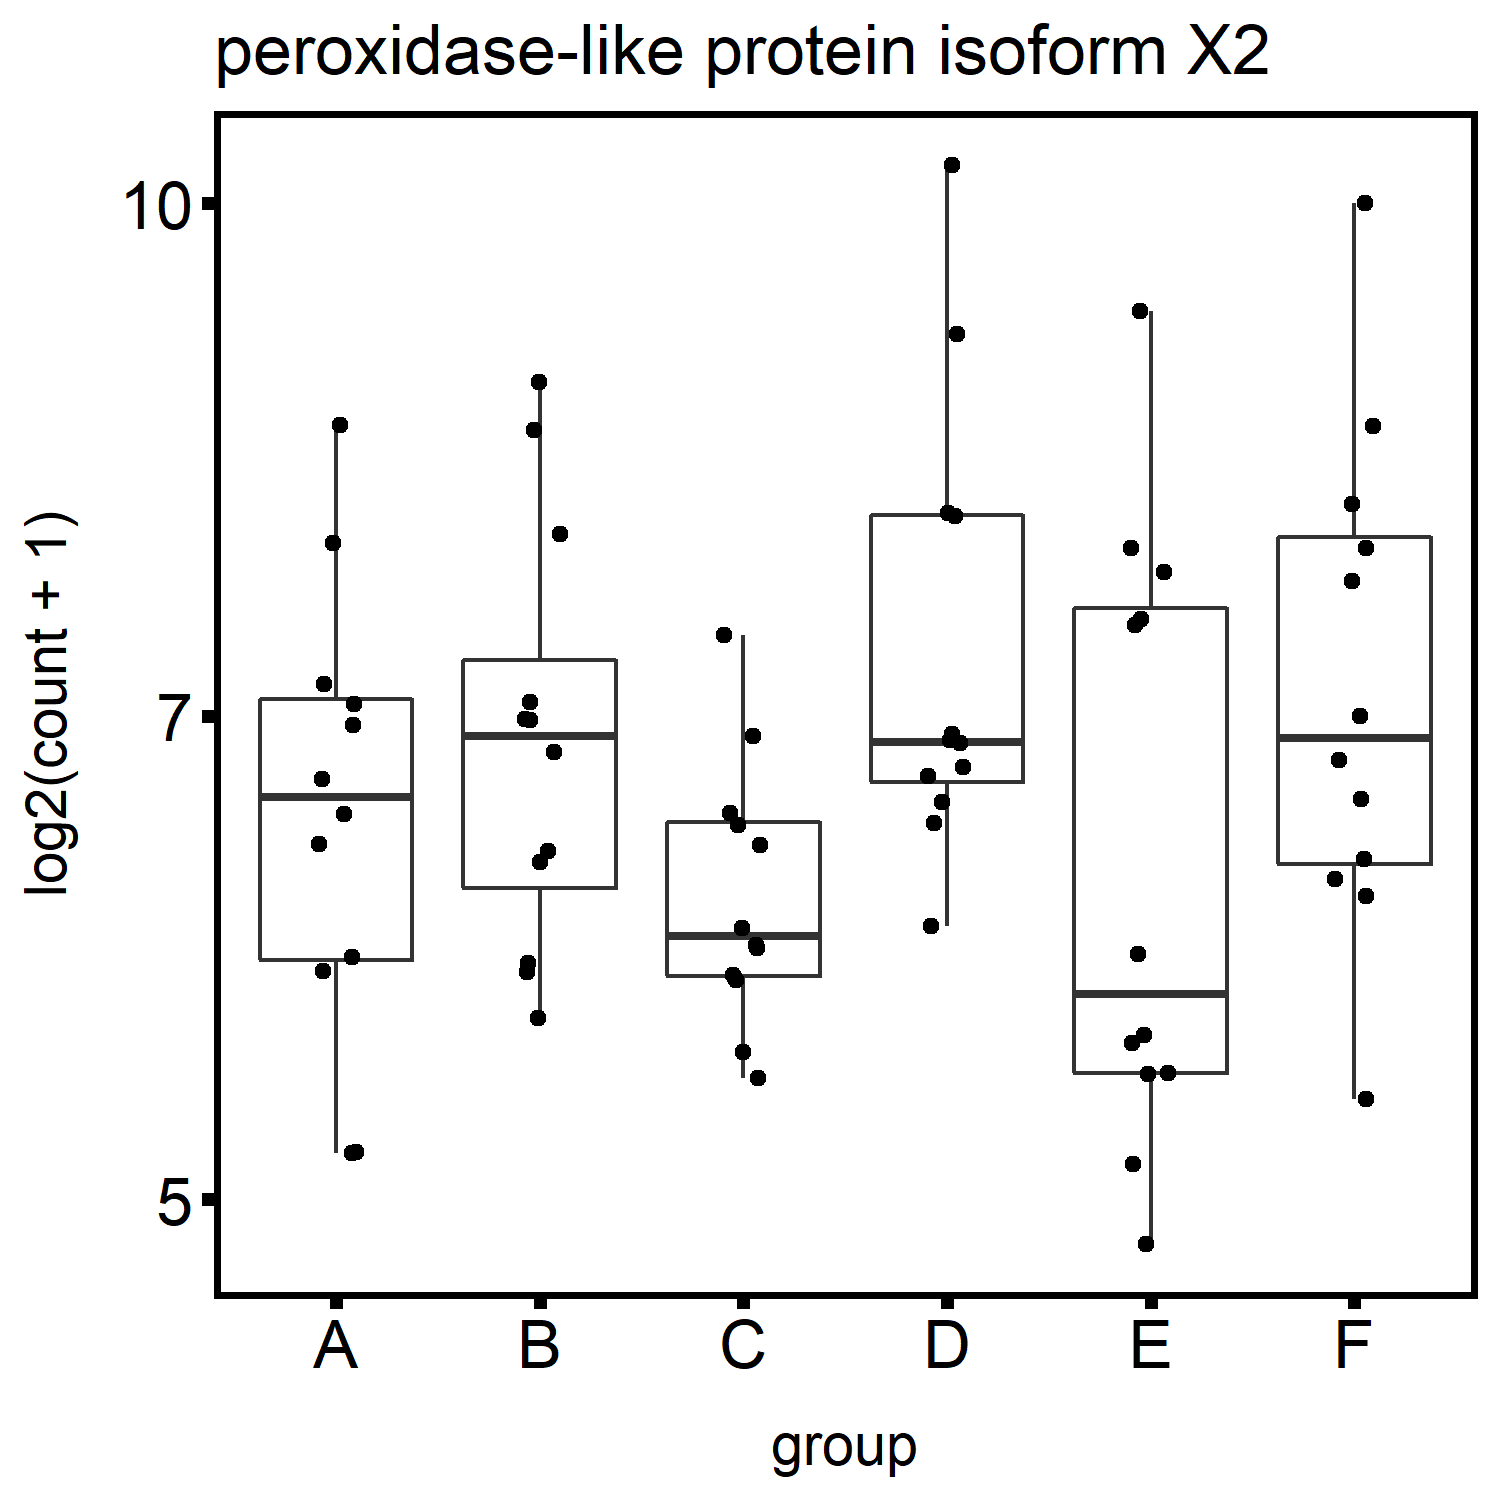 peroxidase-like protein isoform X2
10
7
5
log2(count + 1)
A B C D E F
group